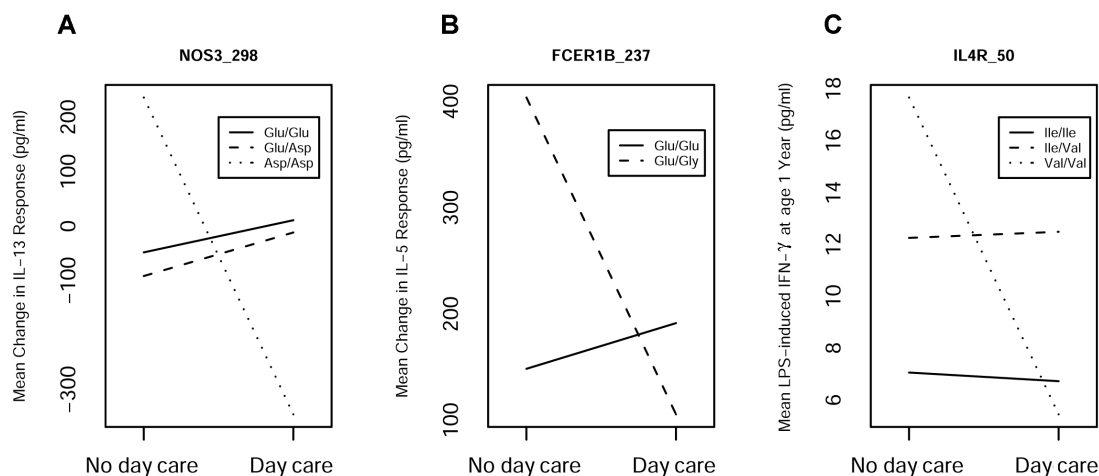 A
NOS3_298
Mean Change in IL−13 Response (pg/ml)
200
100
0
−100
−300
Glu/Glu
Glu/Asp
Asp/Asp
No day care
Day care
B
FCER1B_237
Mean Change in IL−5 Response (pg/ml)
400
300
200
100
Glu/Glu
Glu/Gly
No day care
Day care
C
IL4R_50
Mean LPS−induced IFN−γ at age 1 Year (pg/ml)
18
16
14
12
10
8
6
Ile/Ile
Ile/Val
Val/Val
No day care
Day care